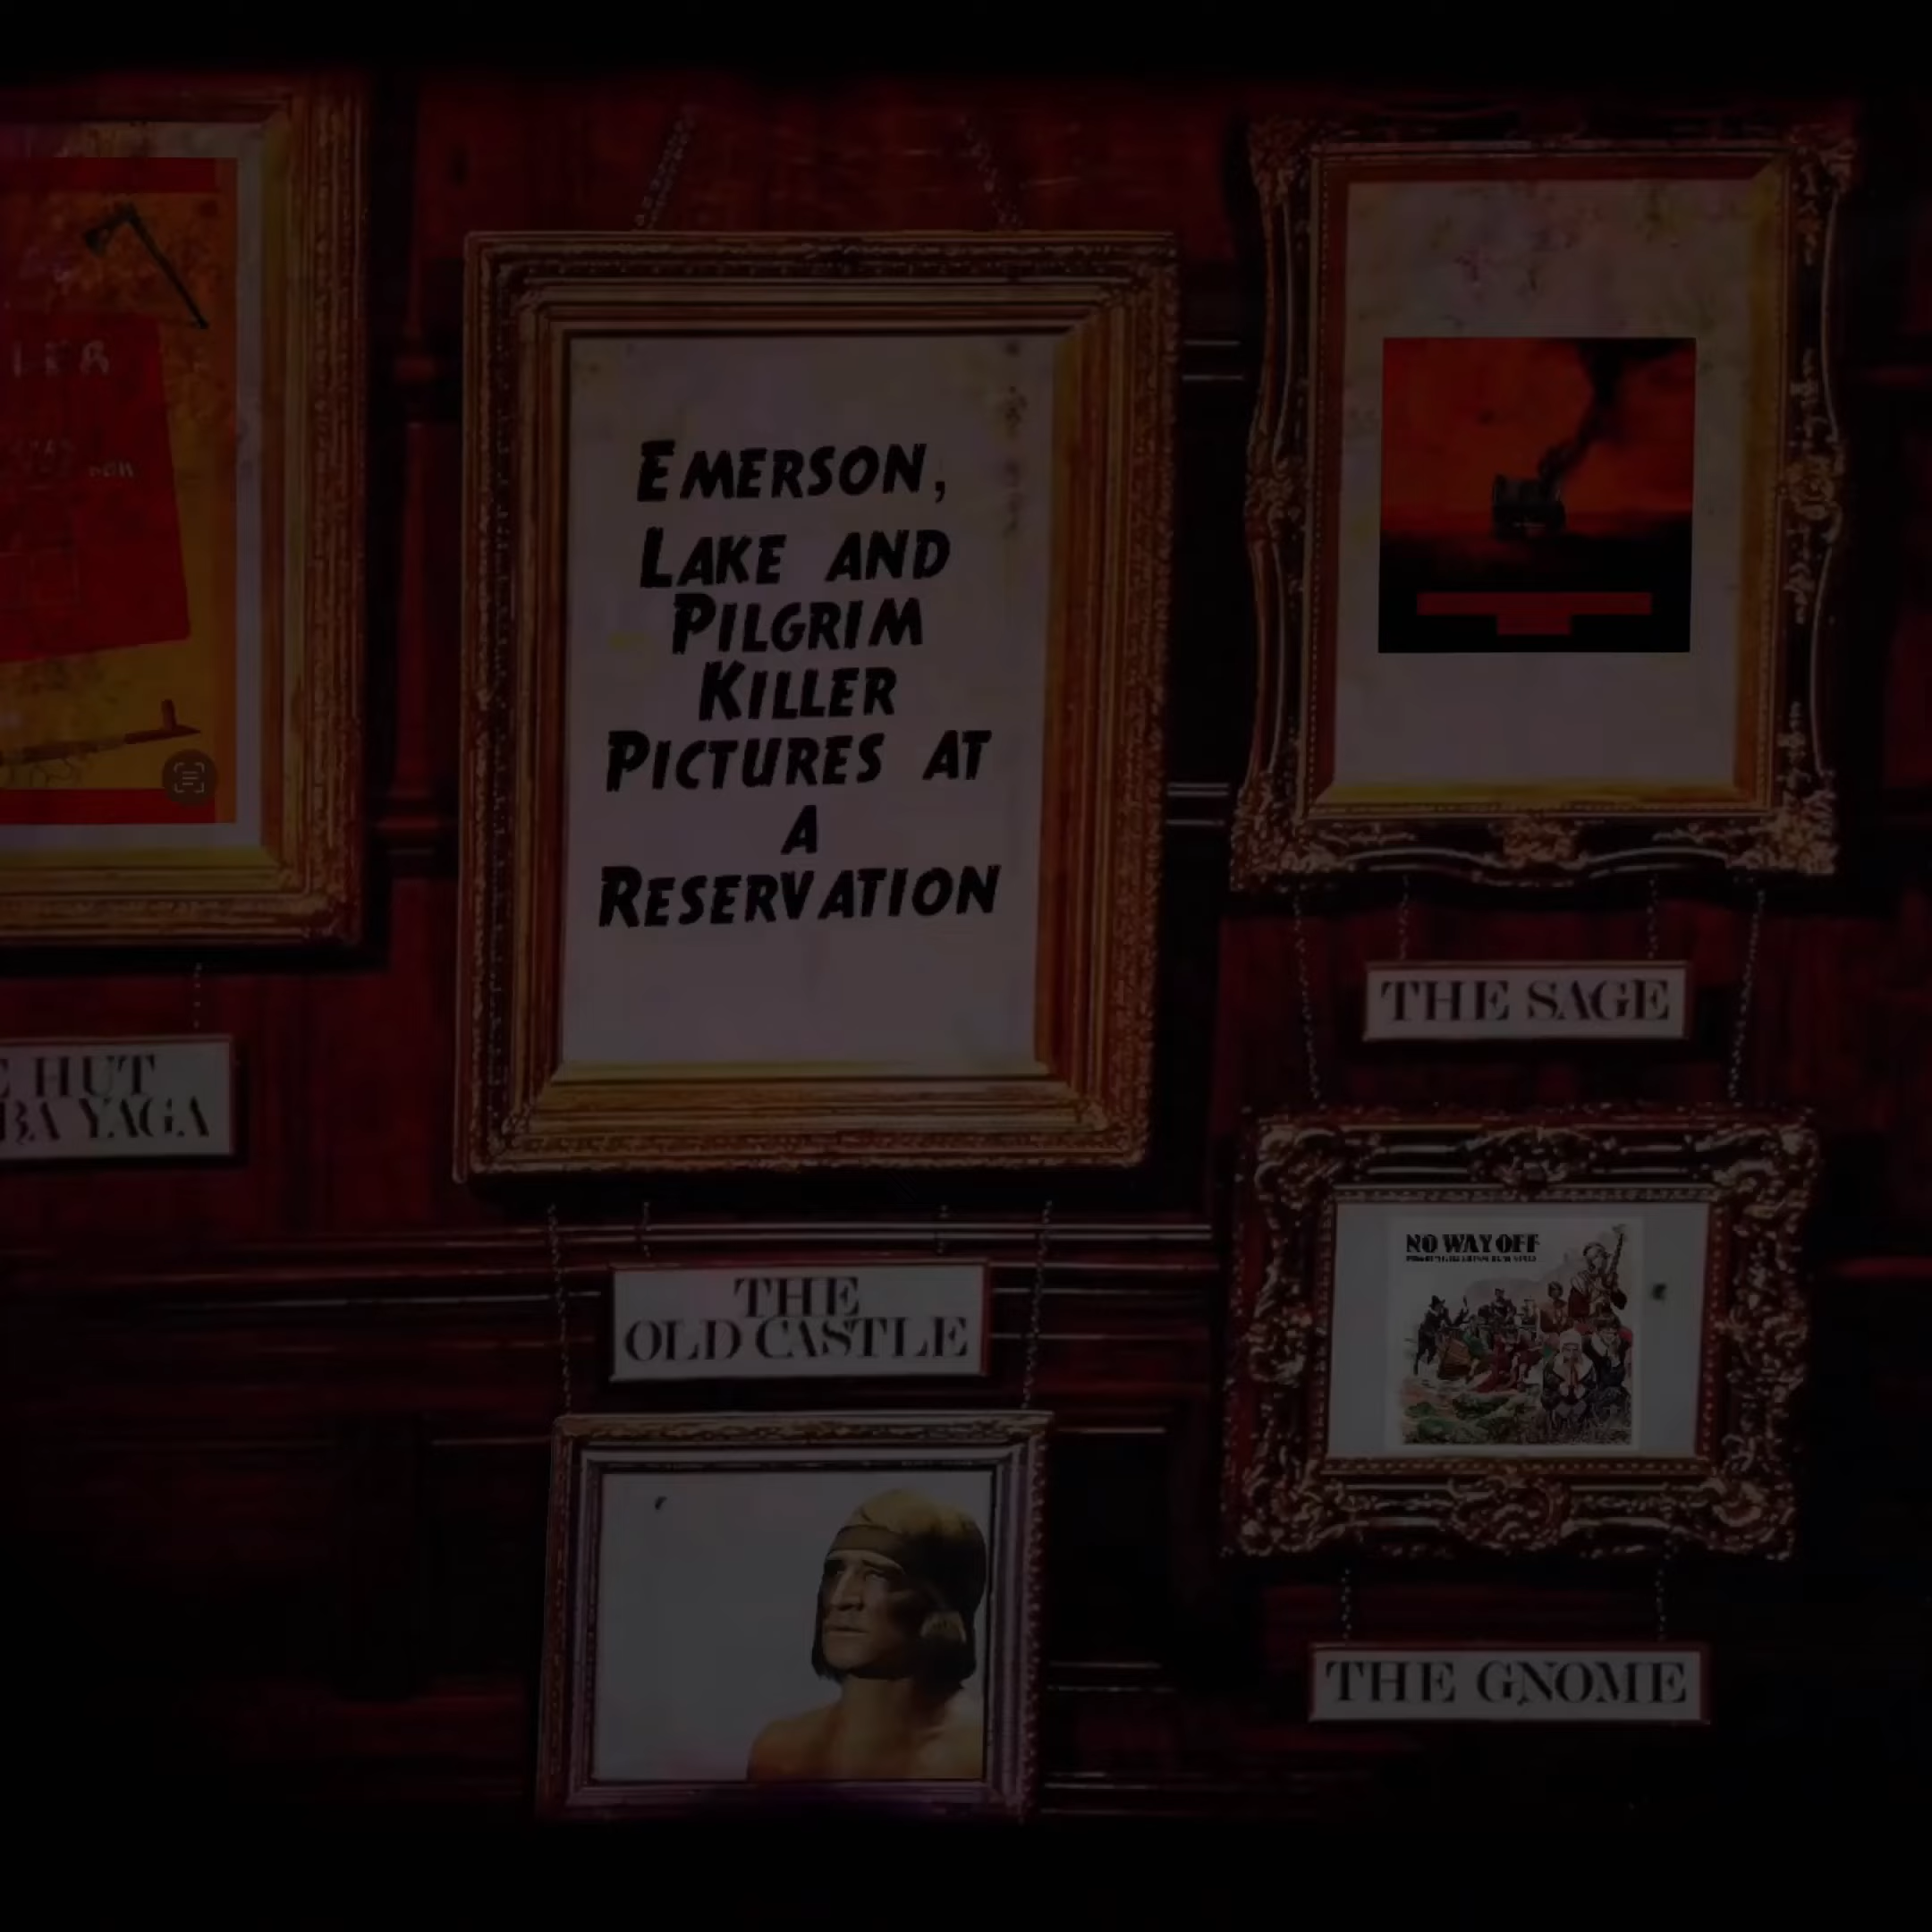 LER
EMERSON,
LAKE AND
PILGRIM
KILLER
PICTURES AT
A
RESERVATION
THE SAGE
HUT
BA YAGA
THE
OLD CASTLE
NO WAY OFF
THE GNOME